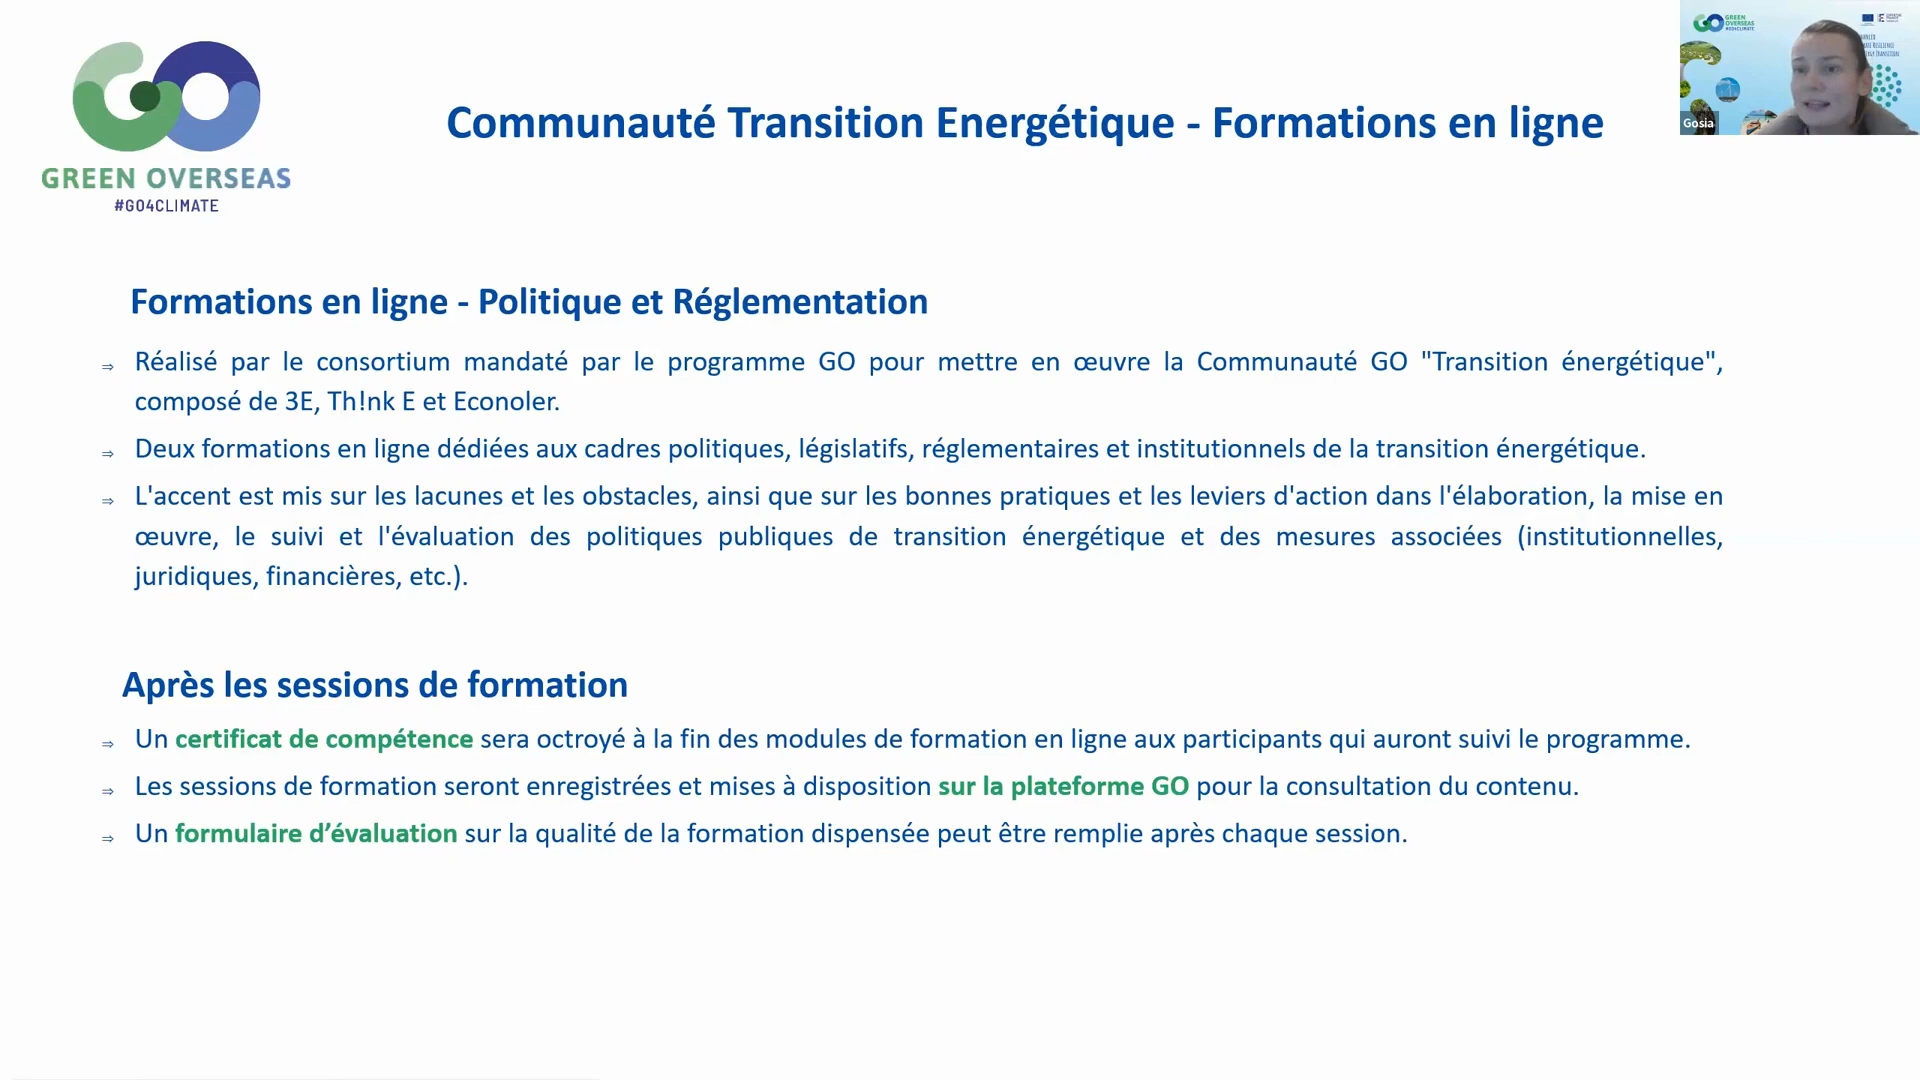 GREEN OVERSEAS
#GO4CLIMATE
Communauté Transition Energétique - Formations en ligne
GREEN
OVERSEAS
#GO4CLIMATE
Gosia
Formations en ligne - Politique et Réglementation
⇒ Réalisé par le consortium mandaté par le programme GO pour mettre en œuvre la Communauté GO "Transition énergétique",
composé de 3E, Th!nk E et Econoler.
⇒ Deux formations en ligne dédiées aux cadres politiques, législatifs, réglementaires et institutionnels de la transition énergétique.
⇒ L'accent est mis sur les lacunes et les obstacles, ainsi que sur les bonnes pratiques et les leviers d'action dans l'élaboration, la mise en
œuvre, le suivi et l'évaluation des politiques publiques de transition énergétique et des mesures associées (institutionnelles,
juridiques, financières, etc.).
Après les sessions de formation
⇒ Un certificat de compétence sera octroyé à la fin des modules de formation en ligne aux participants qui auront suivi le programme.
⇒ Les sessions de formation seront enregistrées et mises à disposition sur la plateforme GO pour la consultation du contenu.
⇒ Un formulaire d’évaluation sur la qualité de la formation dispensée peut être remplie après chaque session.